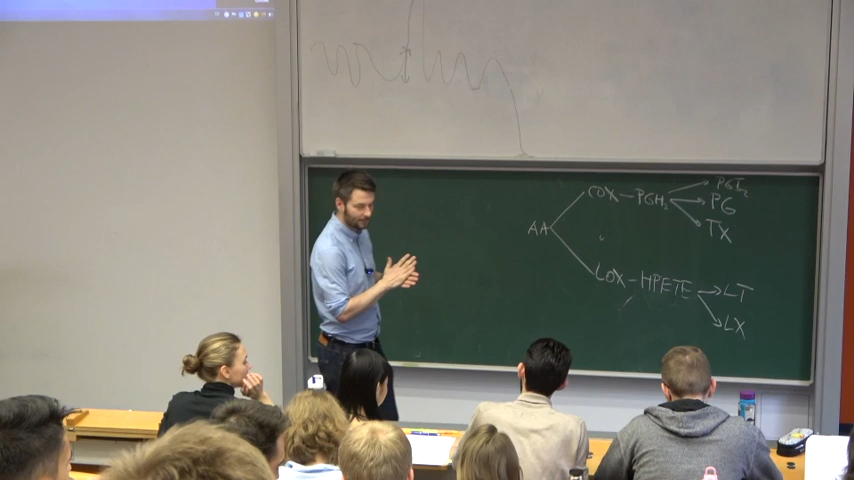 PGI₂
COX – PGH₂ → PG
AA
TX
LOX – HPETE → LT
LX